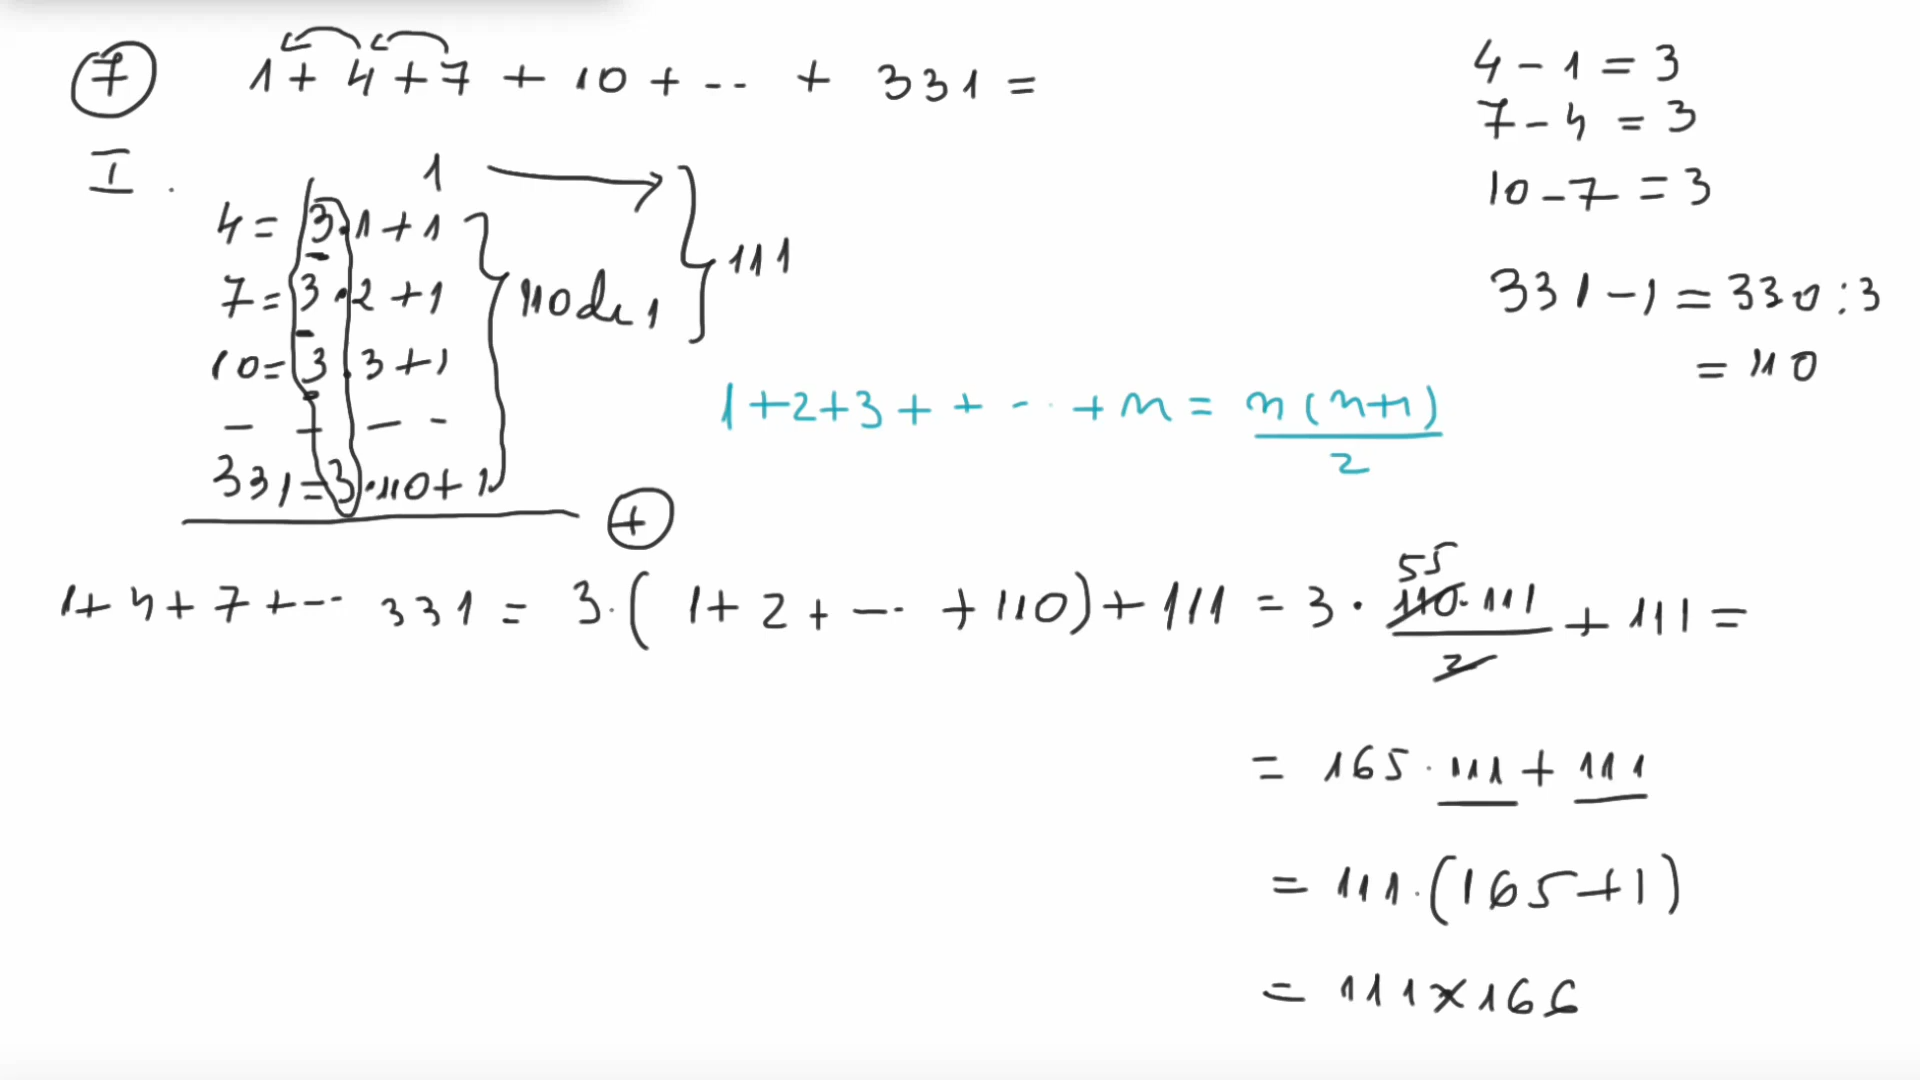 7  1 + 4 + 7 + 10 + -- + 331 =
I.  1
4 = 3·1 + 1
7 = 3·2 + 1
10 = 3·3 + 1
- - - -
331 = 3·110 + 1
110 de 1
111
4 - 1 = 3
7 - 4 = 3
10 - 7 = 3
331 - 1 = 330 : 3
= 110
1 + 2 + 3 + + -· + n = n(n+1)/2
+
1 + 4 + 7 + -- 331 = 3·(1 + 2 + -- + 110) + 111 = 3 · 110·111/2 + 111 =
55
= 165 · 111 + 111
= 111·(165 + 1)
= 111 x 166